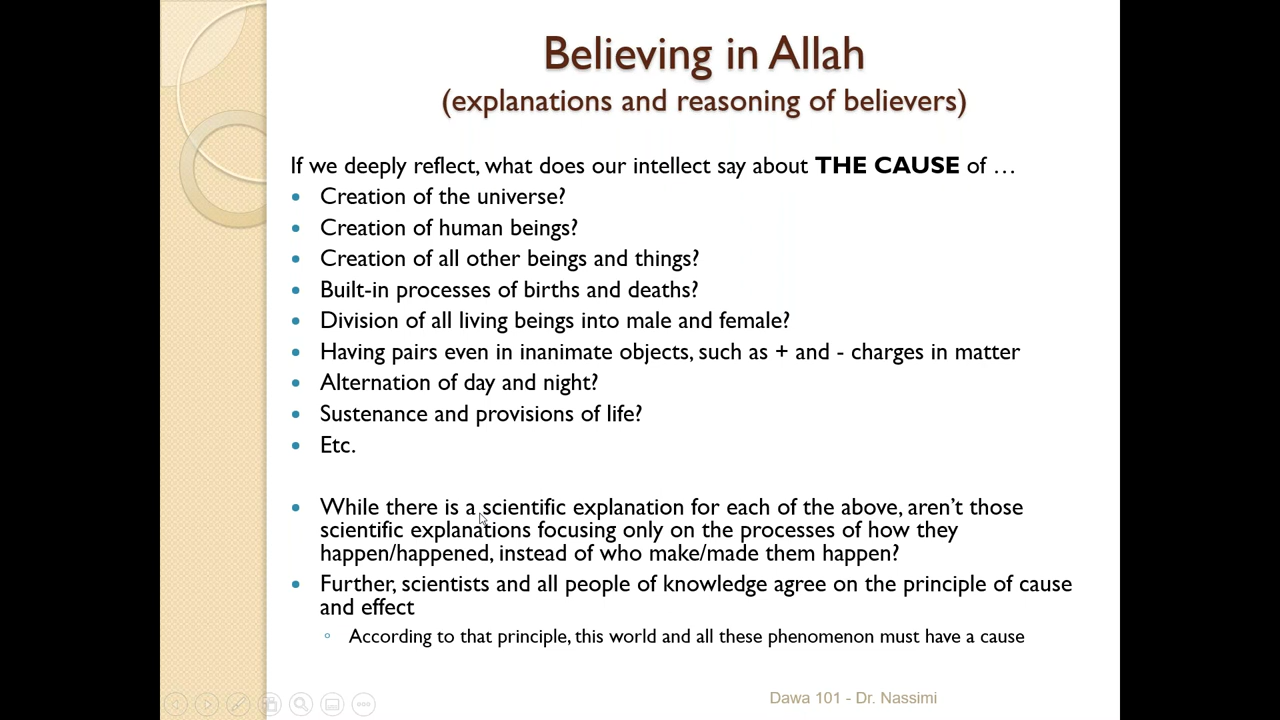 Believing in Allah
(explanations and reasoning of believers)
If we deeply reflect, what does our intellect say about THE CAUSE of …
• Creation of the universe?
• Creation of human beings?
• Creation of all other beings and things?
• Built-in processes of births and deaths?
• Division of all living beings into male and female?
• Having pairs even in inanimate objects, such as + and - charges in matter
• Alternation of day and night?
• Sustenance and provisions of life?
• Etc.
• While there is a scientific explanation for each of the above, aren’t those
scientific explanations focusing only on the processes of how they
happen/happened, instead of who make/made them happen?
• Further, scientists and all people of knowledge agree on the principle of cause
and effect
◦ According to that principle, this world and all these phenomenon must have a cause
Dawa 101 - Dr. Nassimi